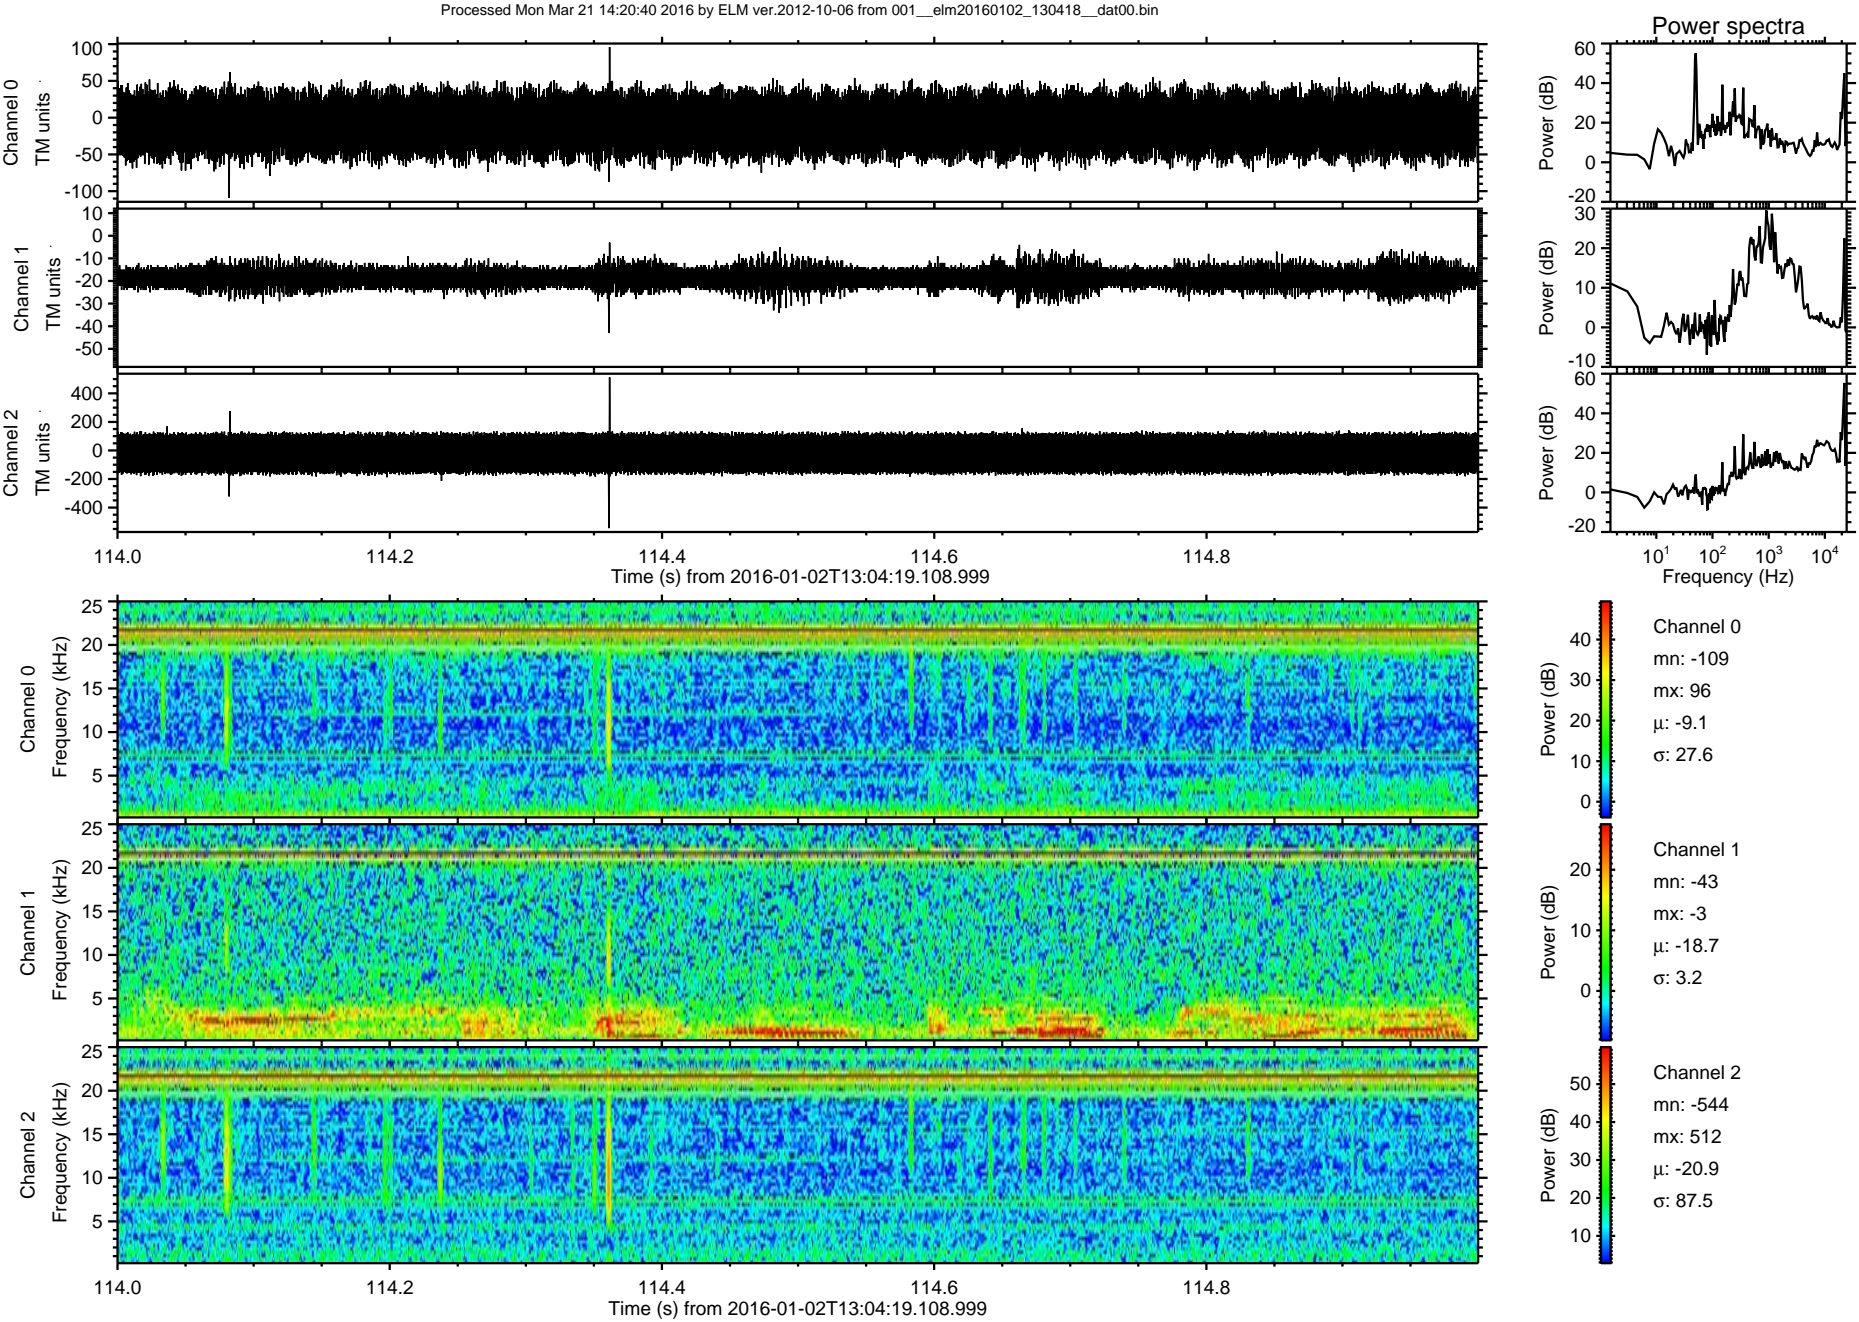 Processed Mon Mar 21 14:20:40 2016 by ELM ver.2012-10-06 from 001__elm20160102_130418__dat00.bin
Power spectra
Channel 0
TM units
100
50
0
-50
-100
Power (dB)
60
40
20
0
-20
Channel 1
TM units
10
0
-10
-20
-30
-40
-50
Power (dB)
30
20
10
0
-10
Channel 2
TM units
400
200
0
-200
-400
Power (dB)
60
40
20
0
-20
114.0 114.2 114.4 114.6 114.8
Time (s) from 2016-01-02T13:04:19.108.999
10¹ 10² 10³ 10⁴
Frequency (Hz)
Channel 0
Frequency (kHz)
25
20
15
10
5
Power (dB)
40
30
20
10
0
Channel 0
mn: -109
mx: 96
μ: -9.1
σ: 27.6
Channel 1
Frequency (kHz)
25
20
15
10
5
Power (dB)
20
10
0
Channel 1
mn: -43
mx: -3
μ: -18.7
σ: 3.2
Channel 2
Frequency (kHz)
25
20
15
10
5
Power (dB)
50
40
30
20
10
Channel 2
mn: -544
mx: 512
μ: -20.9
σ: 87.5
114.0 114.2 114.4 114.6 114.8
Time (s) from 2016-01-02T13:04:19.108.999